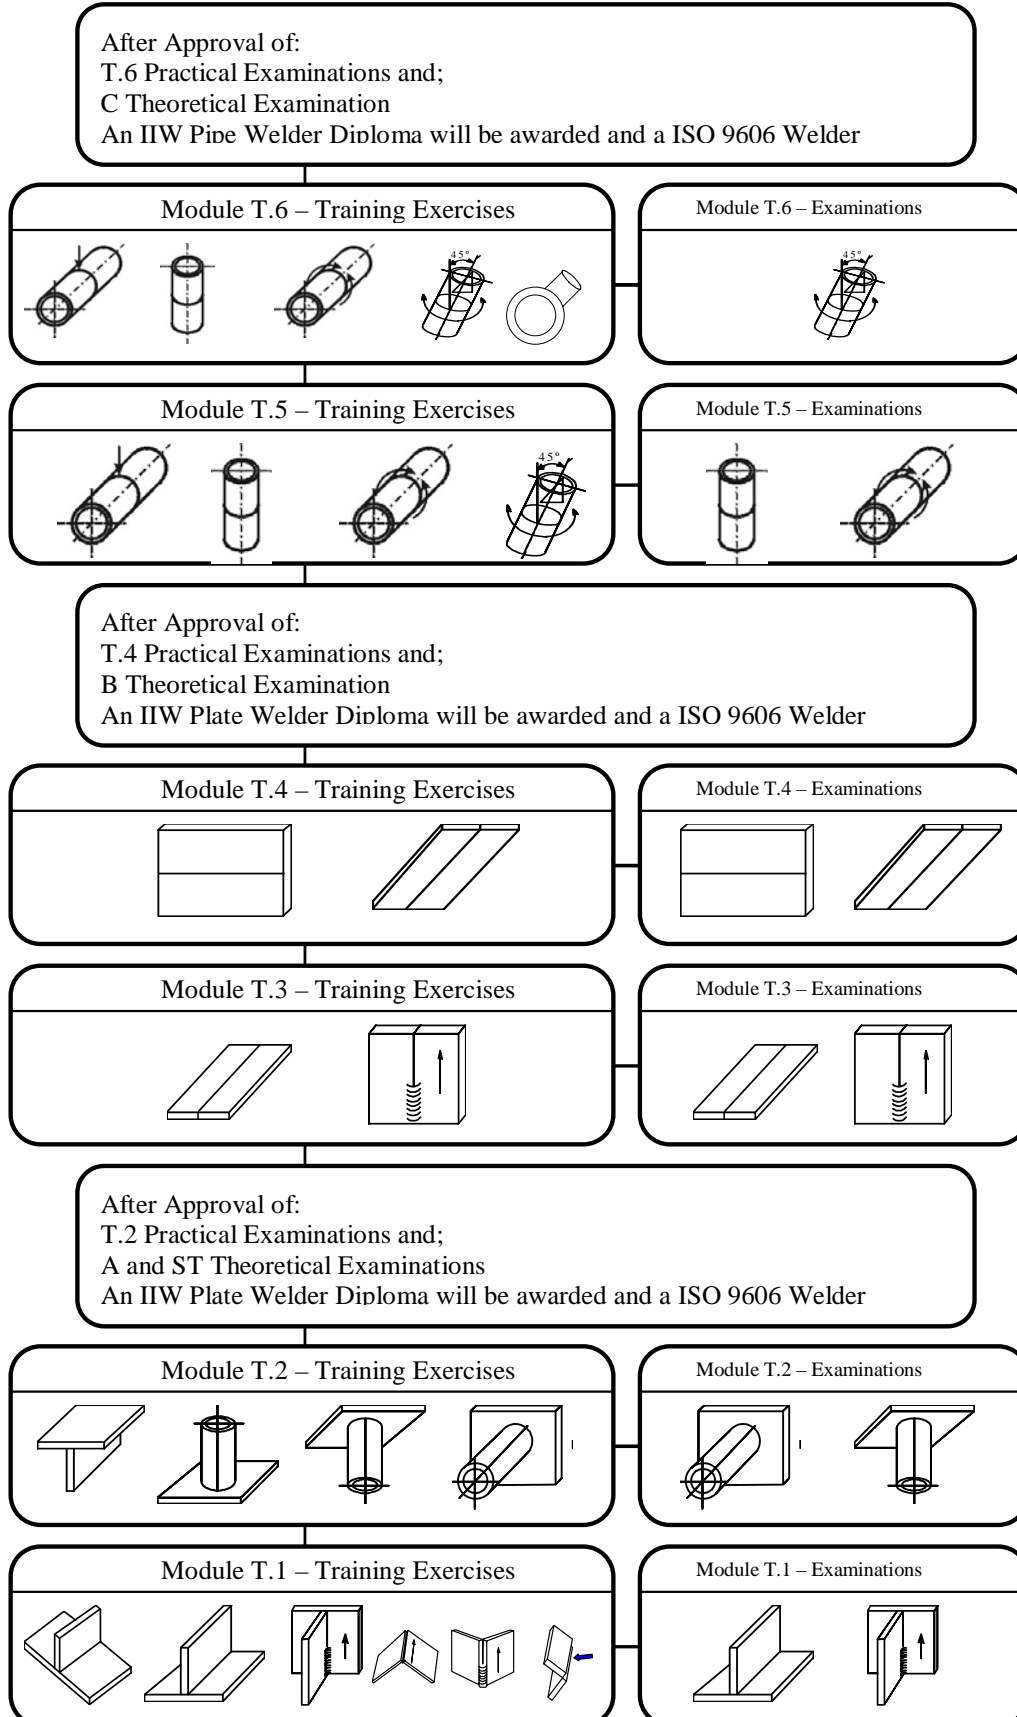 After Approval of:
T.6 Practical Examinations and;
C Theoretical Examination
An IIW Pipe Welder Diploma will be awarded and a ISO 9606 Welder
Module T.6 – Training Exercises
Module T.6 – Examinations
45°
45°
Module T.5 – Training Exercises
Module T.5 – Examinations
45°
After Approval of:
T.4 Practical Examinations and;
B Theoretical Examination
An IIW Plate Welder Diploma will be awarded and a ISO 9606 Welder
Module T.4 – Training Exercises
Module T.4 – Examinations
Module T.3 – Training Exercises
Module T.3 – Examinations
After Approval of:
T.2 Practical Examinations and;
A and ST Theoretical Examinations
An IIW Plate Welder Diploma will be awarded and a ISO 9606 Welder
Module T.2 – Training Exercises
Module T.2 – Examinations
Module T.1 – Training Exercises
Module T.1 – Examinations